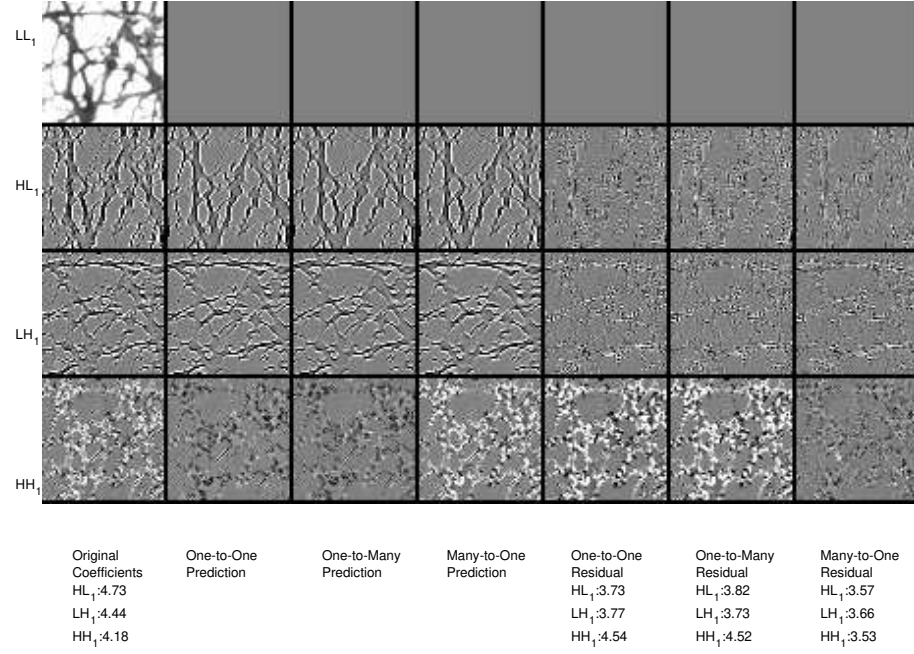 LL1
HL1
LH1
HH1
Original Coefficients
HL1:4.73
LH1:4.44
HH1:4.18
One-to-One Prediction
One-to-Many Prediction
Many-to-One Prediction
One-to-One Residual
HL1:3.73
LH1:3.77
HH1:4.54
One-to-Many Residual
HL1:3.82
LH1:3.73
HH1:4.52
Many-to-One Residual
HL1:3.57
LH1:3.66
HH1:3.53